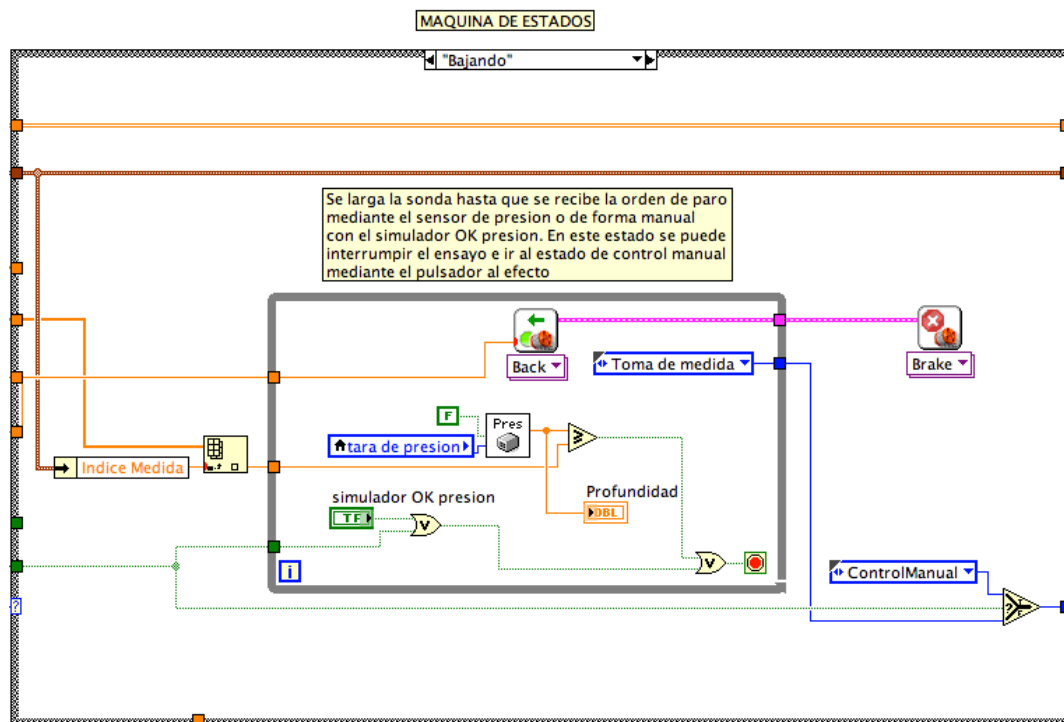 MAQUINA DE ESTADOS
"Bajando"
Se larga la sonda hasta que se recibe la orden de paro
mediante el sensor de presion o de forma manual
con el simulador OK presion. En este estado se puede
interrumpir el ensayo e ir al estado de control manual
mediante el pulsador al efecto
Back
Toma de medida
Brake
F
Pres
tara de presion
Indice Medida
Profundidad
DBL
simulador OK presion
TF
V
V
i
ControlManual
?
? T F